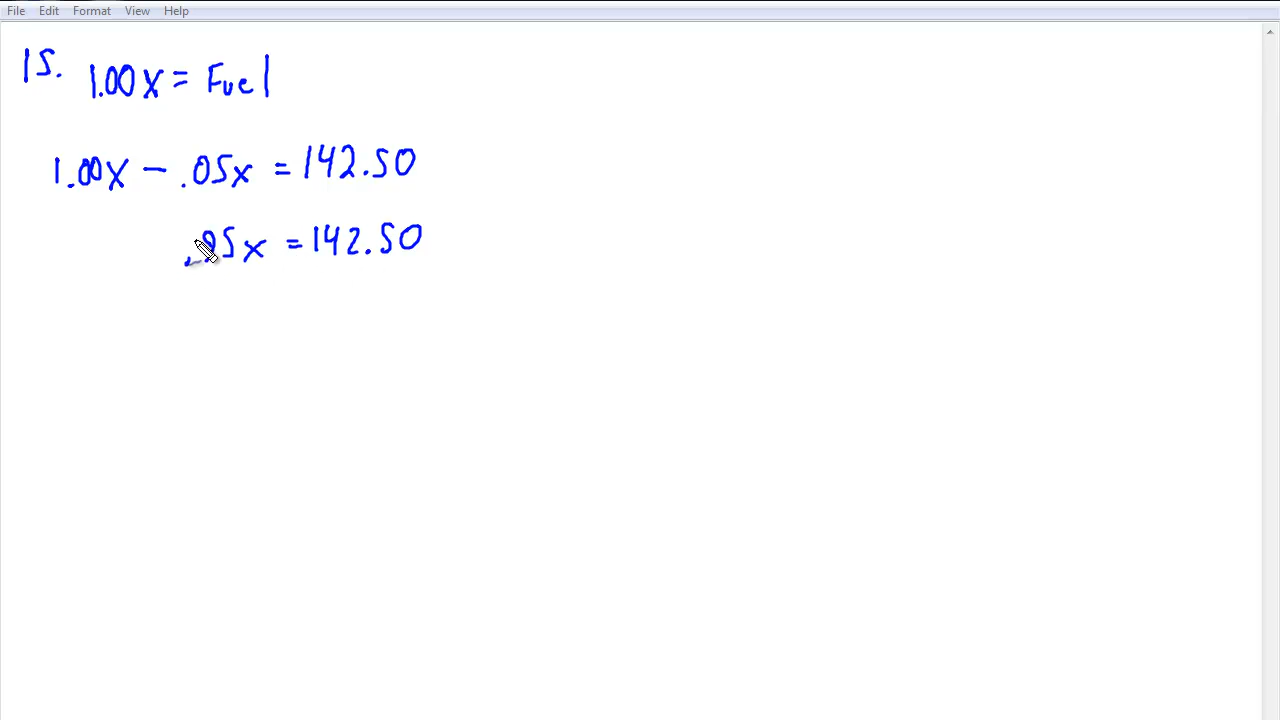 File Edit Format View Help
15. 1.00x = Fuel
1.00x - .05x = 142.50
.95x = 142.50